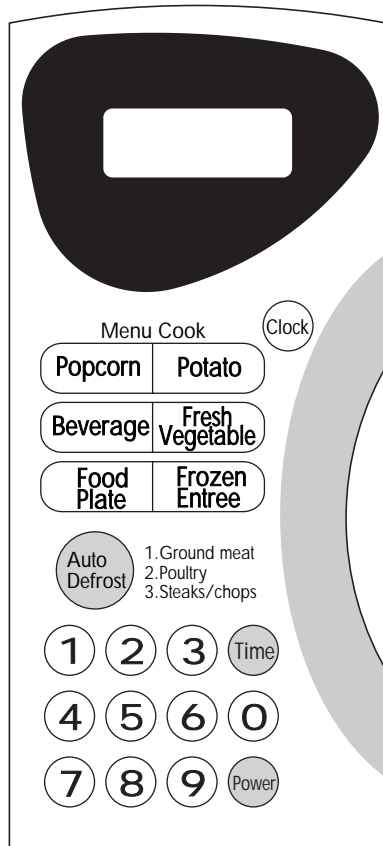 Menu Cook
Clock
Popcorn Potato
Beverage Fresh
Vegetable
Food
Plate
Frozen
Entree
Auto
Defrost
1.Ground meat
2.Poultry
3.Steaks/chops
1 2 3 Time
4 5 6 0
7 8 9 Power